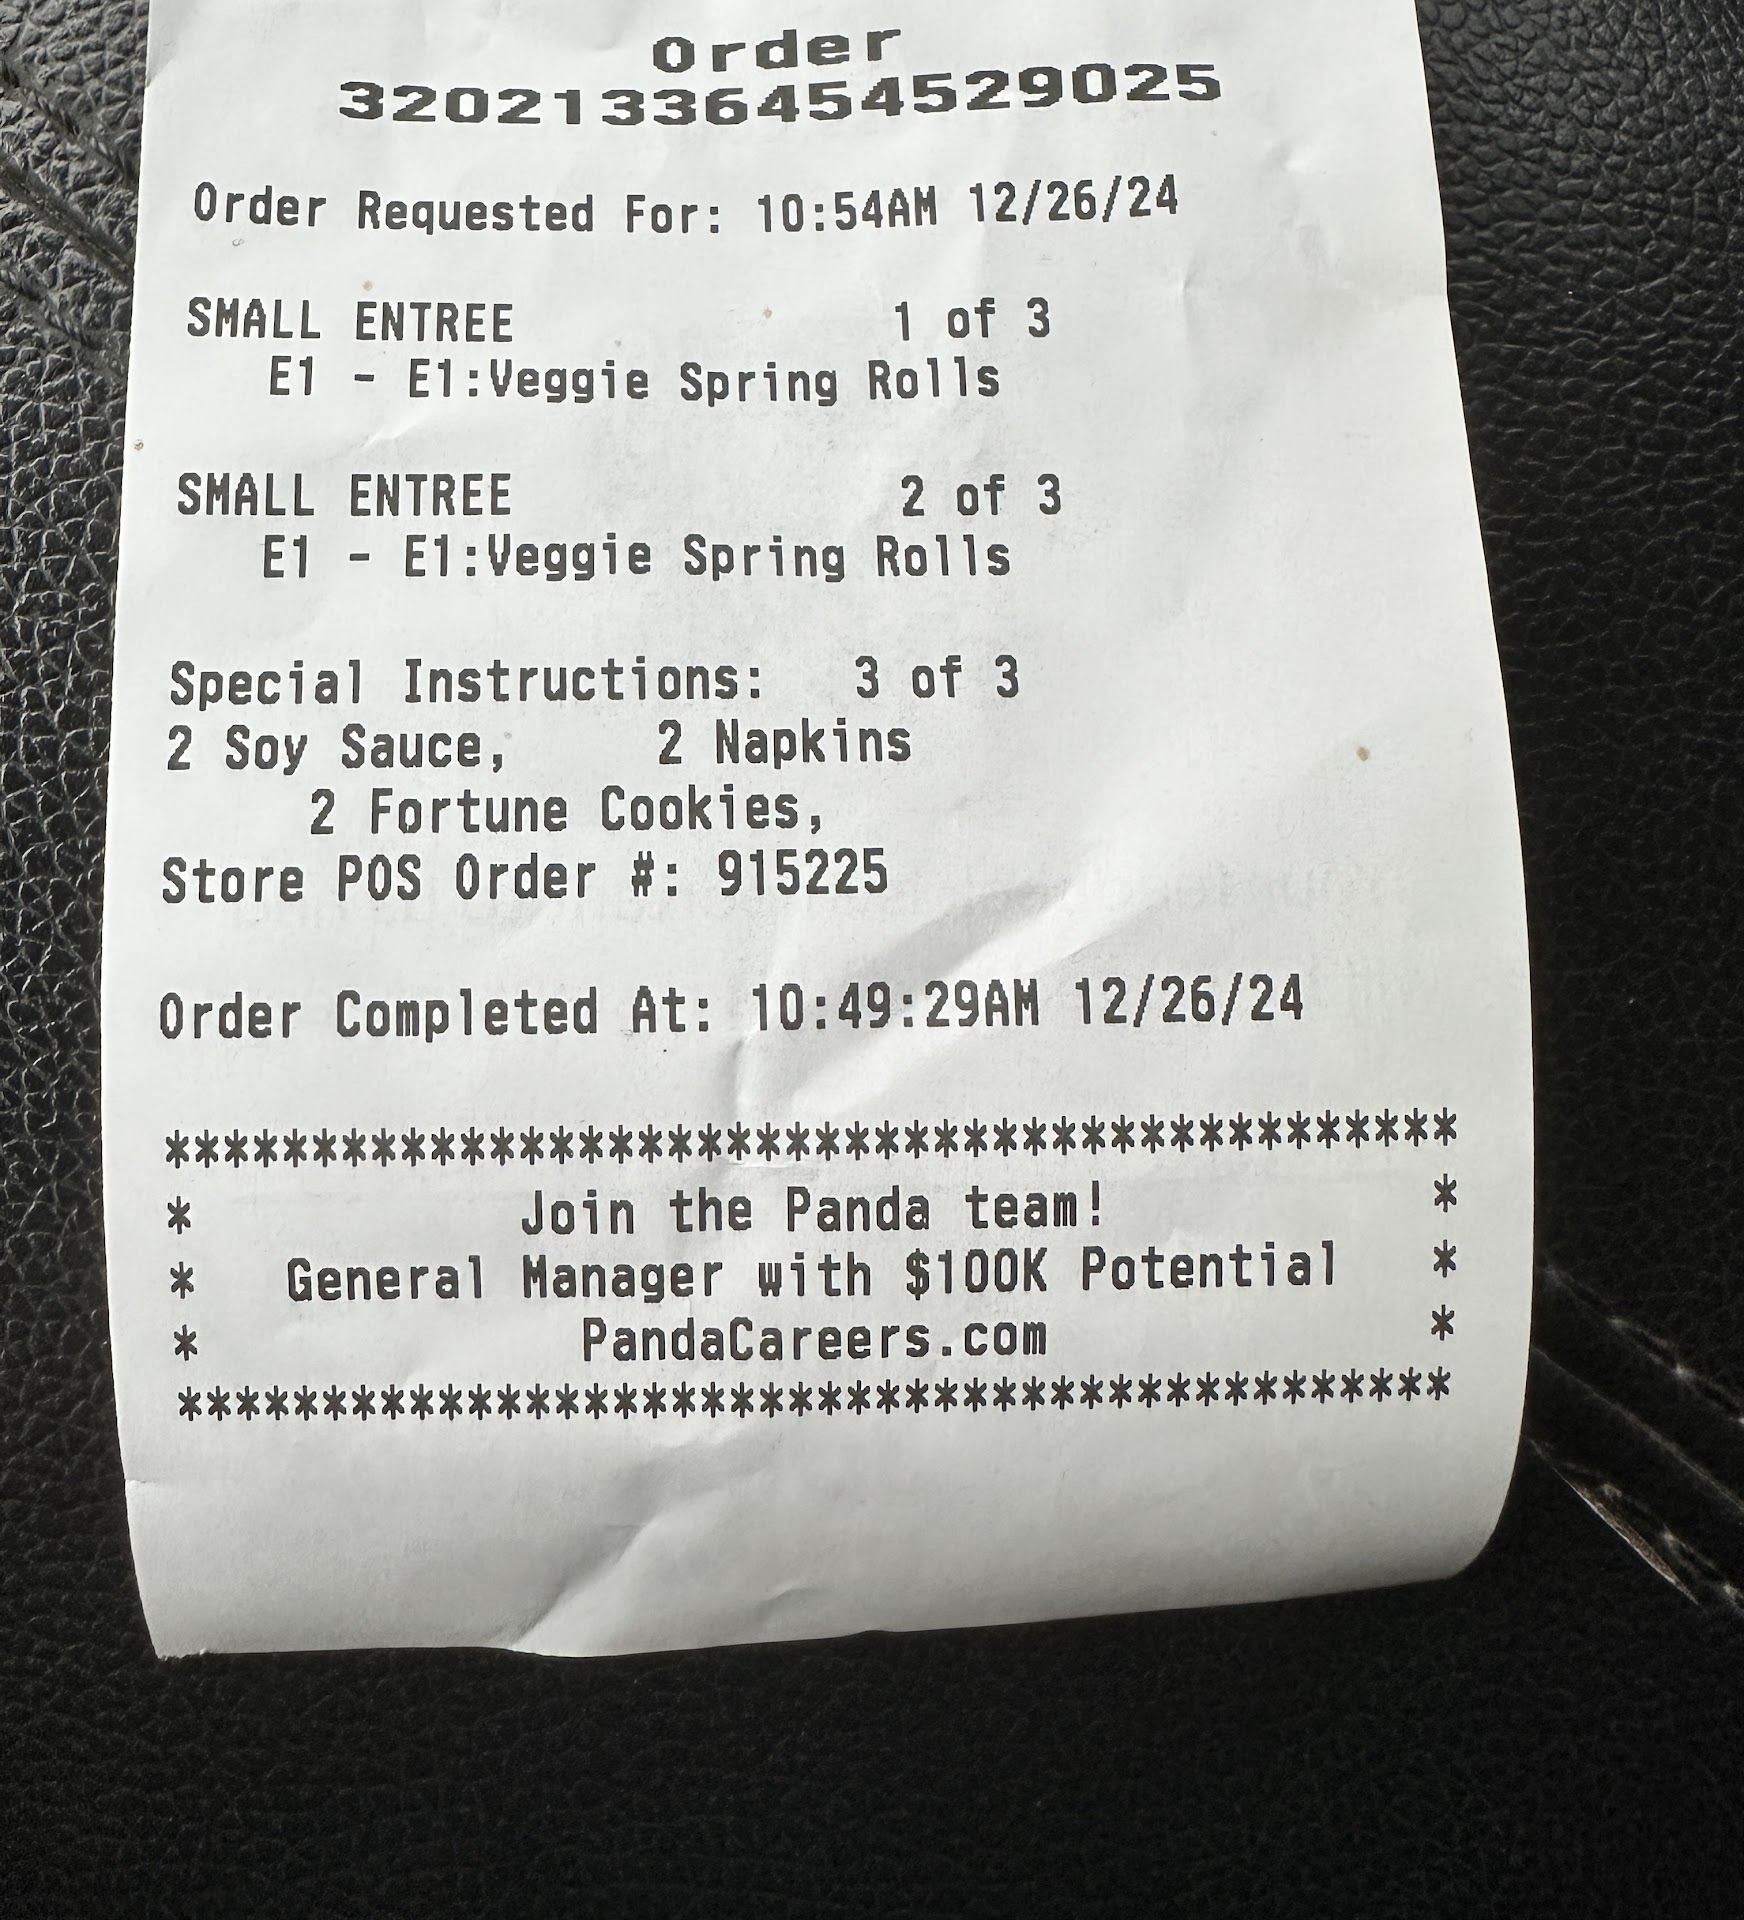 Order
32021336454529025
Order Requested For: 10:54AM 12/26/24
SMALL ENTREE 1 of 3
E1 - E1:Veggie Spring Rolls
SMALL ENTREE 2 of 3
E1 - E1:Veggie Spring Rolls
Special Instructions: 3 of 3
2 Soy Sauce, 2 Napkins
2 Fortune Cookies,
Store POS Order #: 915225
Order Completed At: 10:49:29AM 12/26/24
********************************************
* Join the Panda team! *
* General Manager with $100K Potential *
* PandaCareers.com *
********************************************